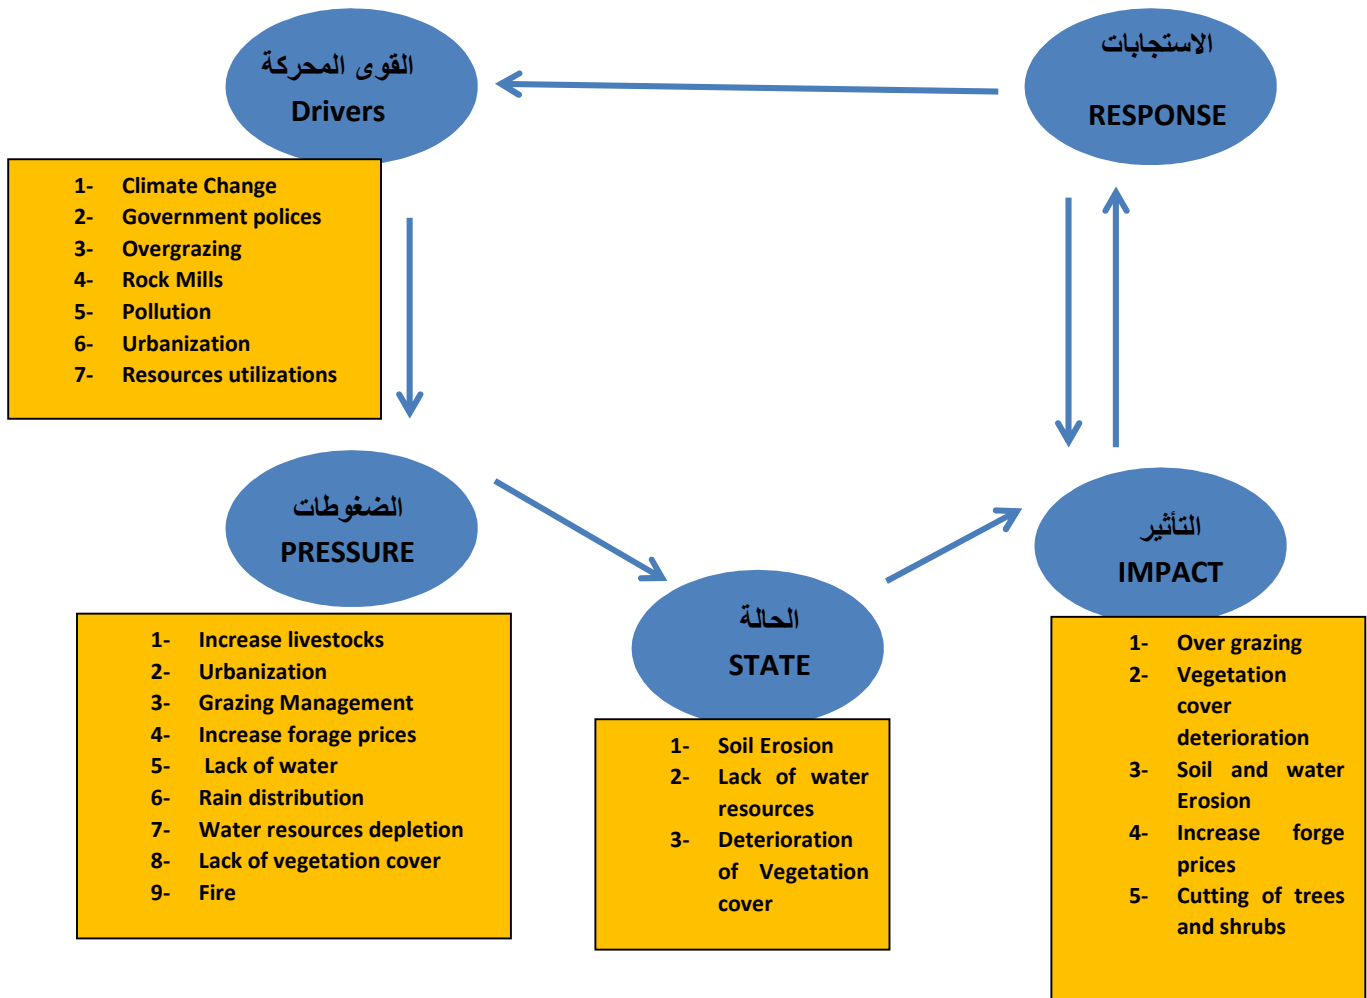 القوى المحركة
Drivers
الاستجابات
RESPONSE
1- Climate Change
2- Government polices
3- Overgrazing
4- Rock Mills
5- Pollution
6- Urbanization
7- Resources utilizations
الضغوطات
PRESSURE
1- Increase livestocks
2- Urbanization
3- Grazing Management
4- Increase forage prices
5- Lack of water
6- Rain distribution
7- Water resources depletion
8- Lack of vegetation cover
9- Fire
الحالة
STATE
1- Soil Erosion
2- Lack of water
resources
3- Deterioration
of Vegetation
cover
التأثير
IMPACT
1- Over grazing
2- Vegetation
cover
deterioration
3- Soil and water
Erosion
4- Increase forge
prices
5- Cutting of trees
and shrubs